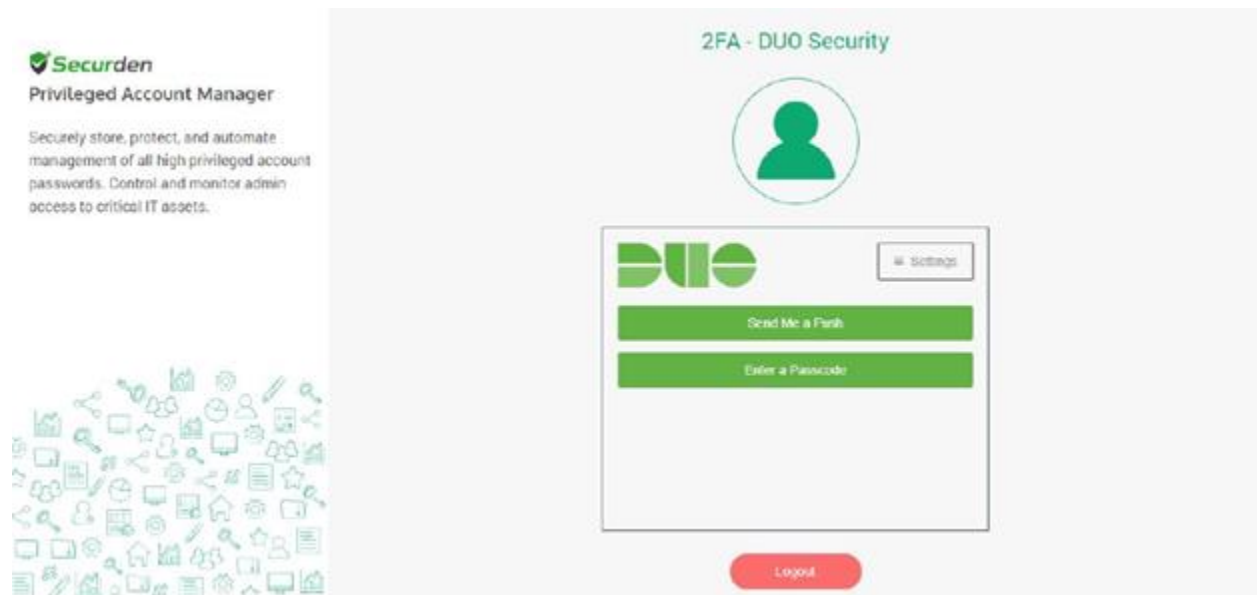 Securden
Privileged Account Manager
Securely store, protect, and automate
management of all high privileged account
passwords. Control and monitor admin
access to critical IT assets.
2FA - DUO Security
DUO
Settings
Send Me a Push
Enter a Passcode
Logout